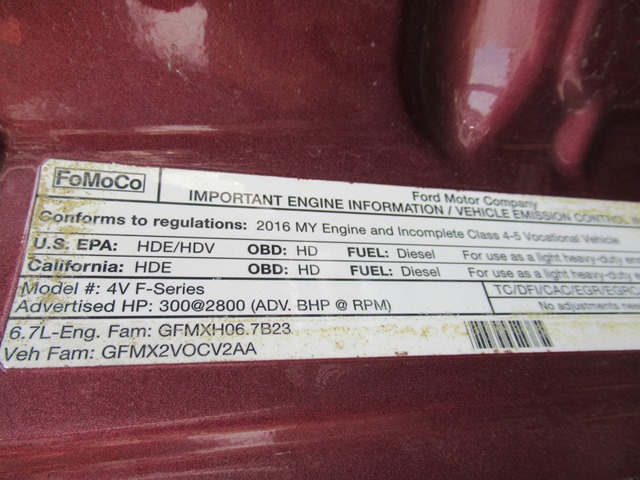 FoMoCo
Ford Motor Company
IMPORTANT ENGINE INFORMATION / VEHICLE EMISSION CONTROL
Conforms to regulations: 2016 MY Engine and Incomplete Class 4-5 Vocational Vehicle
U.S. EPA: HDE/HDV OBD: HD FUEL: Diesel For use as a light heavy-duty eng
California: HDE OBD: HD FUEL: Diesel For use as a light heavy-duty
Model #: 4V F-Series TC/DFI/CAC/EGR/EGRC
Advertised HP: 300@2800 (ADV. BHP @ RPM) No adjustments nee
6.7L-Eng. Fam: GFMXH06.7B23
Veh Fam: GFMX2VOCV2AA